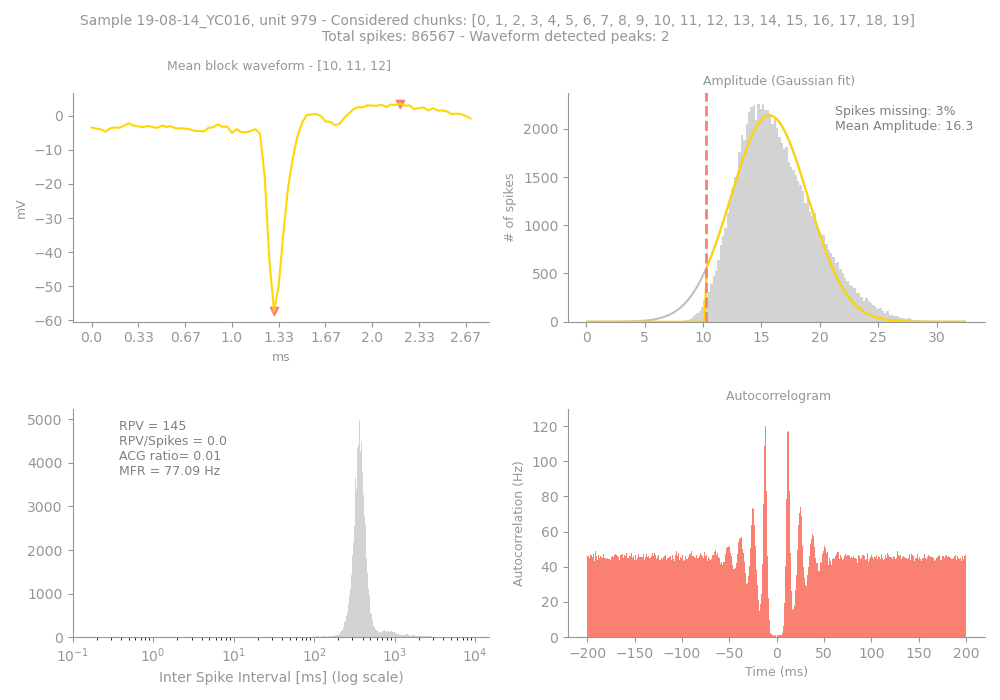 Sample 19-08-14_YC016, unit 979 - Considered chunks: [0, 1, 2, 3, 4, 5, 6, 7, 8, 9, 10, 11, 12, 13, 14, 15, 16, 17, 18, 19]
Total spikes: 86567 - Waveform detected peaks: 2
Mean block waveform - [10, 11, 12]
0
−10
−20
−30
−40
−50
−60
mV
0.0 0.33 0.67 1.0 1.33 1.67 2.0 2.33 2.67
ms
Amplitude (Gaussian fit)
Spikes missing: 3%
Mean Amplitude: 16.3
2000
1500
1000
500
0
# of spikes
0 5 10 15 20 25 30
5000
4000
3000
2000
1000
0
RPV = 145
RPV/Spikes = 0.0
ACG ratio= 0.01
MFR = 77.09 Hz
10⁻¹ 10⁰ 10¹ 10² 10³ 10⁴
Inter Spike Interval [ms] (log scale)
Autocorrelogram
120
100
80
60
40
20
0
Autocorrelation (Hz)
−200 −150 −100 −50 0 50 100 150 200
Time (ms)